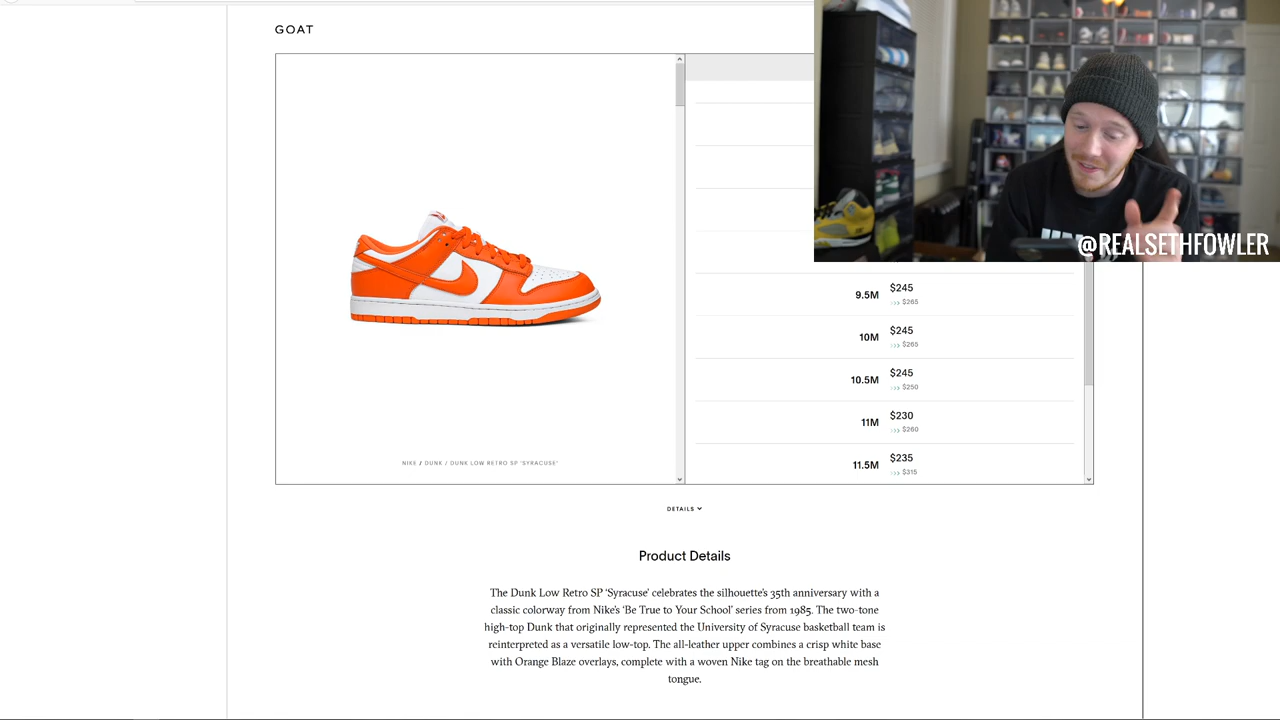 GOAT
@REALSETHFOWLER
9.5M $245
››› $265
10M $245
››› $265
10.5M $245
››› $250
11M $230
››› $260
11.5M $235
››› $315
NIKE / DUNK / DUNK LOW RETRO SP 'SYRACUSE'
DETAILS
Product Details
The Dunk Low Retro SP 'Syracuse' celebrates the silhouette's 35th anniversary with a
classic colorway from Nike's 'Be True to Your School' series from 1985. The two-tone
high-top Dunk that originally represented the University of Syracuse basketball team is
reinterpreted as a versatile low-top. The all-leather upper combines a crisp white base
with Orange Blaze overlays, complete with a woven Nike tag on the breathable mesh
tongue.